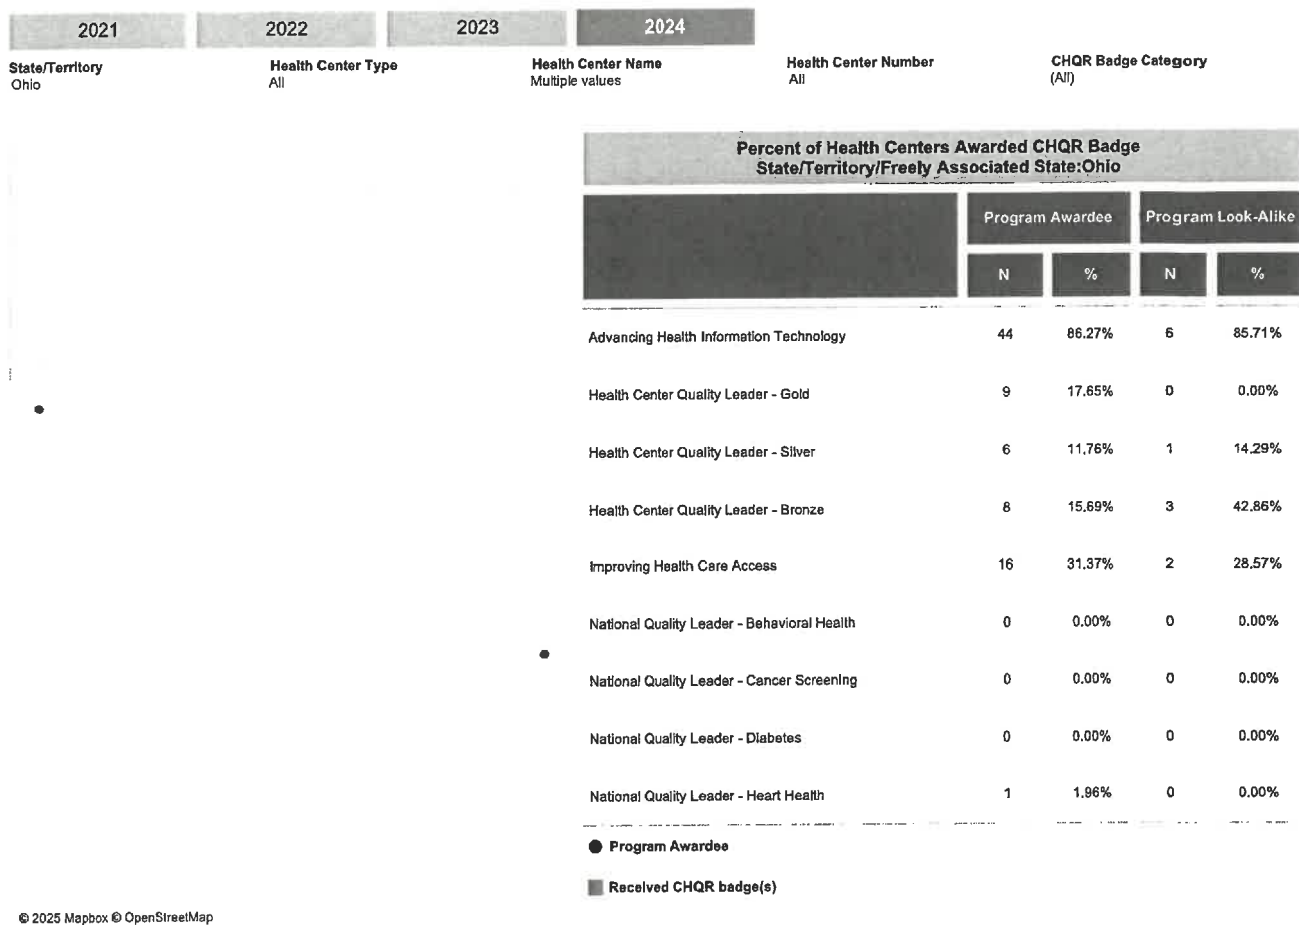 2021 2022 2023 2024
State/Territory Health Center Type Health Center Name Health Center Number CHQR Badge Category
Ohio All Multiple values All (All)
Percent of Health Centers Awarded CHQR Badge
State/Territory/Freely Associated State:Ohio
Program Awardee Program Look-Alike
N % N %
Advancing Health Information Technology 44 86.27% 6 85.71%
Health Center Quality Leader - Gold 9 17.65% 0 0.00%
Health Center Quality Leader - Silver 6 11.76% 1 14.29%
Health Center Quality Leader - Bronze 8 15.69% 3 42.86%
Improving Health Care Access 16 31.37% 2 28.57%
National Quality Leader - Behavioral Health 0 0.00% 0 0.00%
National Quality Leader - Cancer Screening 0 0.00% 0 0.00%
National Quality Leader - Diabetes 0 0.00% 0 0.00%
National Quality Leader - Heart Health 1 1.96% 0 0.00%
Program Awardee
Received CHQR badge(s)
© 2025 Mapbox © OpenStreetMap